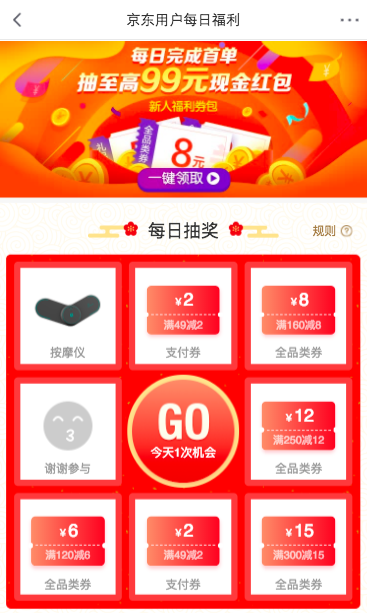 京东用户每日福利
每日完成首单
抽至高99元现金红包
新人福利券包
全品类券
8元
一键领取
每日抽奖
规则
按摩仪
¥2
满49减2
支付券
¥8
满160减8
全品类券
谢谢参与
GO
今天1次机会
¥12
满250减12
全品类券
¥6
满120减6
全品类券
¥2
满49减2
支付券
¥15
满300减15
全品类券